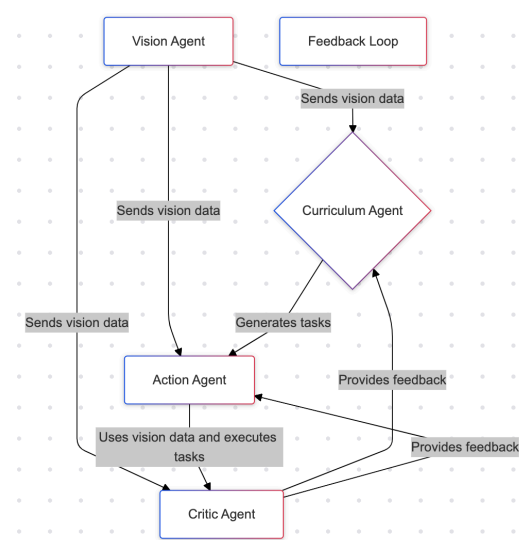 Vision Agent
Feedback Loop
Sends vision data
Curriculum Agent
Sends vision data
Sends vision data
Generates tasks
Action Agent
Provides feedback
Uses vision data and executes
tasks
Provides feedback
Critic Agent